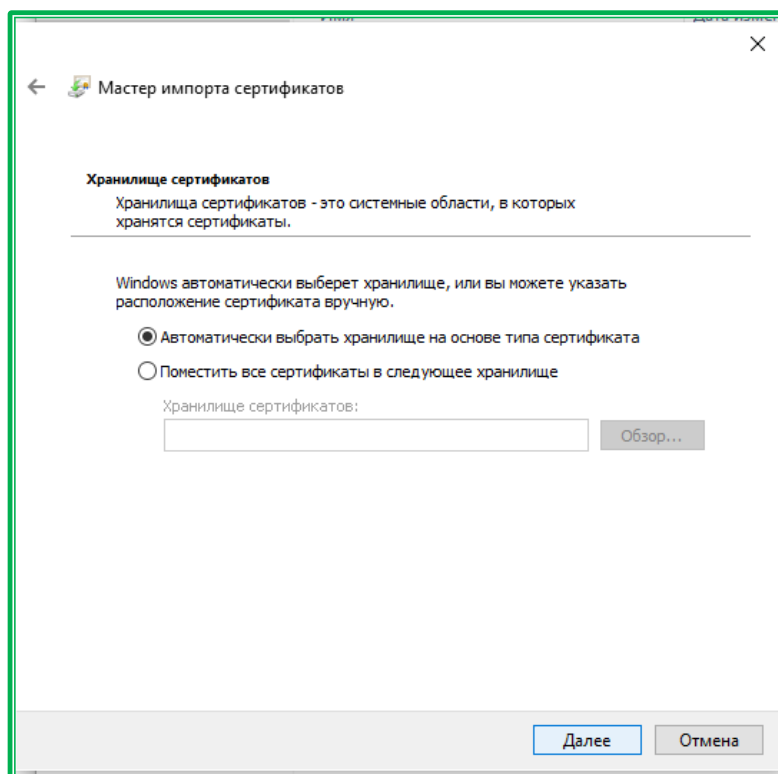 Мастер импорта сертификатов
Хранилище сертификатов
Хранилища сертификатов - это системные области, в которых
хранятся сертификаты.
Windows автоматически выберет хранилище, или вы можете указать
расположение сертификата вручную.
Автоматически выбрать хранилище на основе типа сертификата
Поместить все сертификаты в следующее хранилище
Хранилище сертификатов:
Обзор...
Далее
Отмена